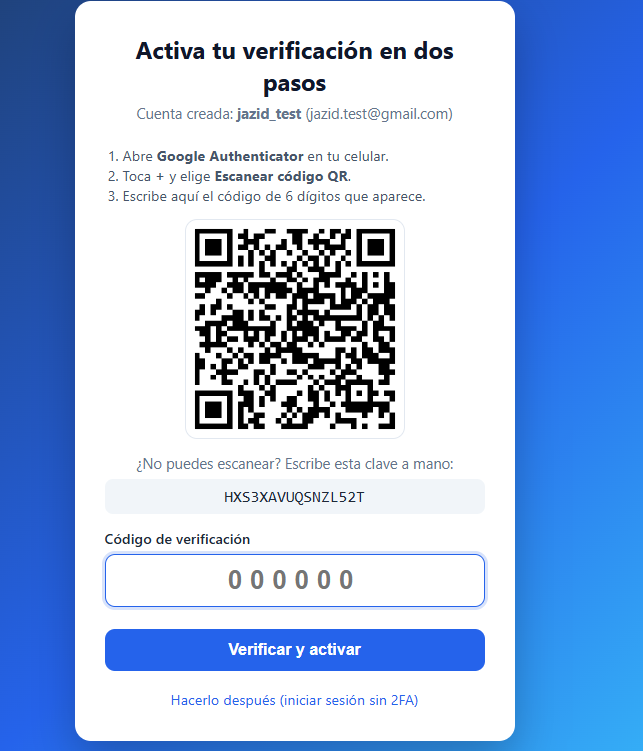 Activa tu verificación en dos
pasos
Cuenta creada: jazid_test (jazid.test@gmail.com)
1. Abre Google Authenticator en tu celular.
2. Toca + y elige Escanear código QR.
3. Escribe aquí el código de 6 dígitos que aparece.
¿No puedes escanear? Escribe esta clave a mano:
HXS3XAVUQSNZL52T
Código de verificación
000000
Verificar y activar
Hacerlo después (iniciar sesión sin 2FA)